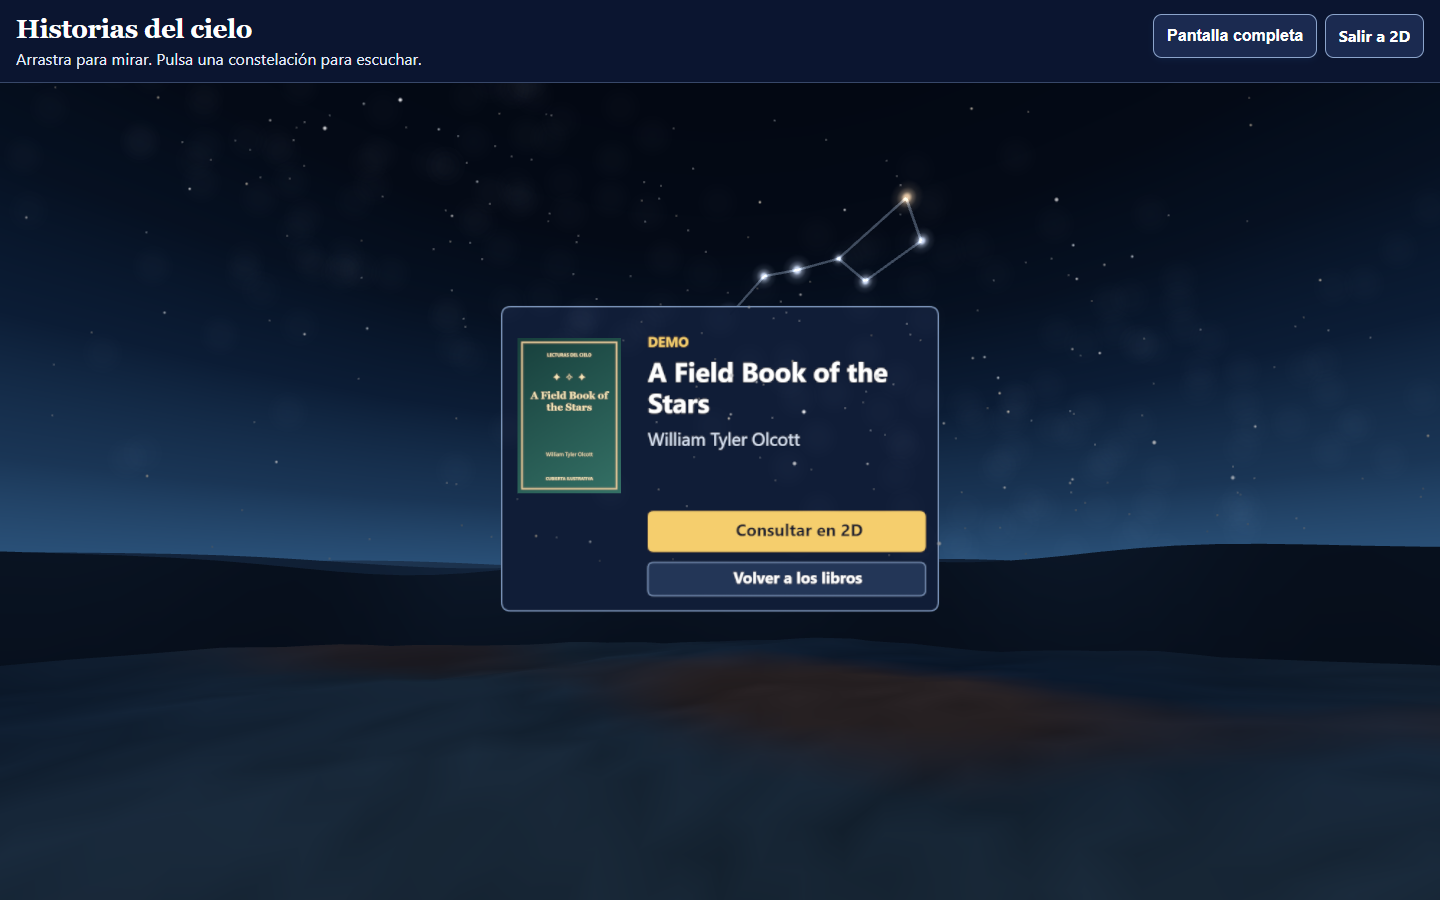 Historias del cielo
Arrastra para mirar. Pulsa una constelación para escuchar.
Pantalla completa
Salir a 2D
LECTURAS DEL CIELO
A Field Book of
the Stars
William Tyler Olcott
CUBIERTA ILUSTRATIVA
DEMO
A Field Book of the
Stars
William Tyler Olcott
Consultar en 2D
Volver a los libros